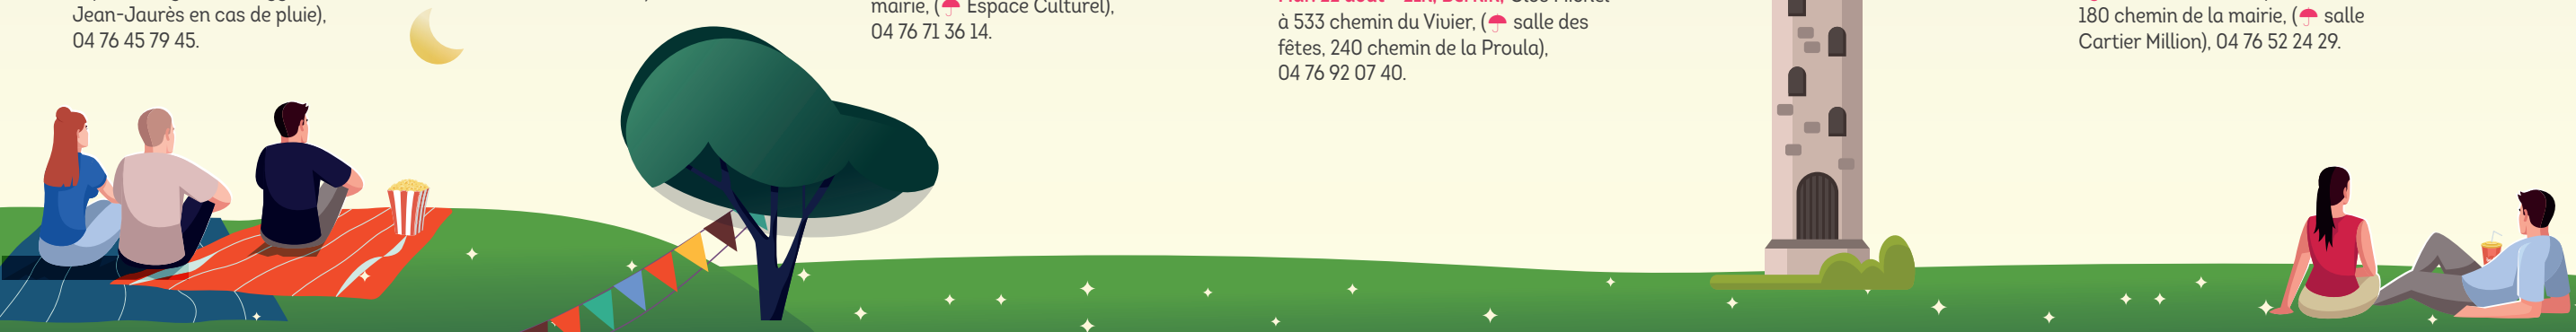 Jean-Jaurès en cas de pluie),
04 76 45 79 45.
mairie, ( Espace Culturel),
04 76 71 36 14.
à 533 chemin du Vivier, ( salle des
fêtes, 240 chemin de la Proula),
04 76 92 07 40.
180 chemin de la mairie, ( salle
Cartier Million), 04 76 52 24 29.